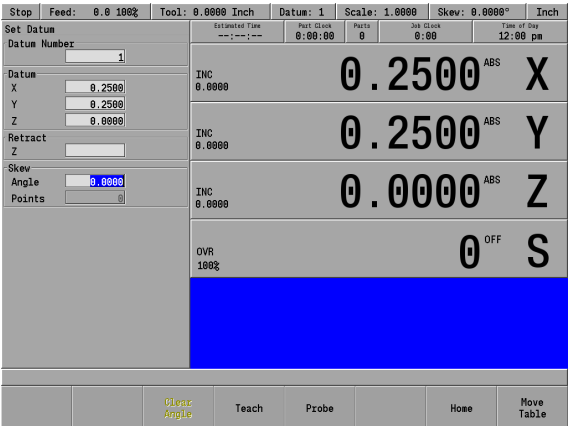 Stop Feed: 0.0 100% Tool: 0.0000 Inch Datum: 1 Scale: 1.0000 Skew: 0.0000° Inch
Set Datum
Estimated Time Part Clock Parts Job Clock Time of Day
--:--:-- 0:00:00 0 0:00 12:00 pm
Datum Number
1
Datum
X 0.2500
Y 0.2500
Z 0.0000
Retract
Z
Skew
Angle 0.0000
Points 0
INC
0.0000
0.2500 ABS X
INC
0.0000
0.2500 ABS Y
INC
0.0000
0.0000 ABS Z
OVR
100%
0 OFF S
Clear
Angle
Teach
Probe
Home
Move
Table